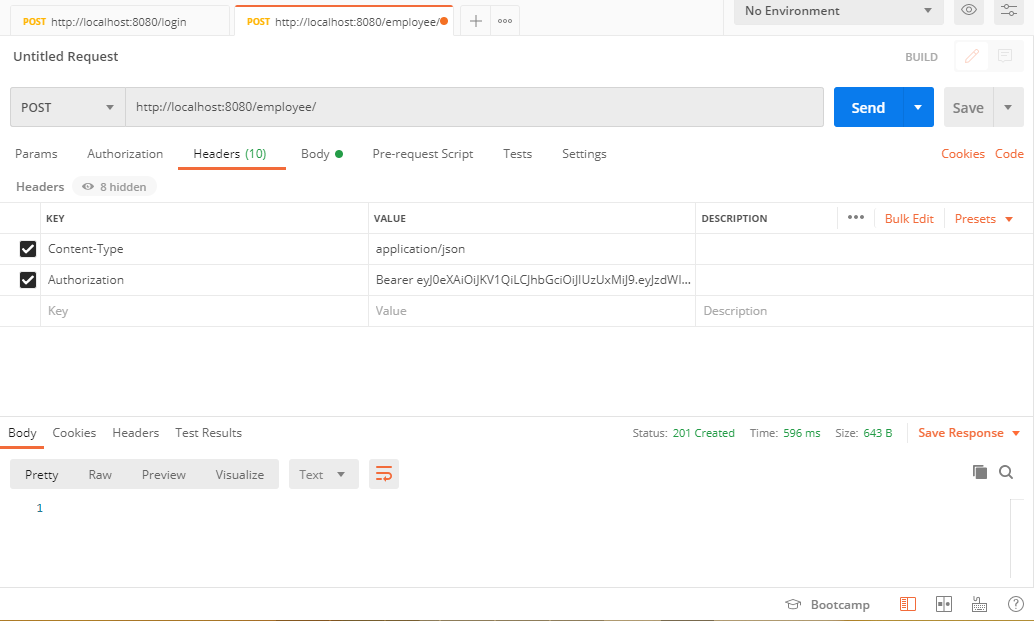 POST http://localhost:8080/login
POST http://localhost:8080/employee/
No Environment
Untitled Request
BUILD
POST
http://localhost:8080/employee/
Send
Save
Params
Authorization
Headers (10)
Body
Pre-request Script
Tests
Settings
Cookies
Code
Headers
8 hidden
KEY
VALUE
DESCRIPTION
Bulk Edit
Presets
Content-Type
application/json
Authorization
Bearer eyJ0eXAiOiJKV1QiLCJhbGciOiJIUzUxMiJ9.eyJzdWI...
Key
Value
Description
Body
Cookies
Headers
Test Results
Status: 201 Created
Time: 596 ms
Size: 643 B
Save Response
Pretty
Raw
Preview
Visualize
Text
1
Bootcamp